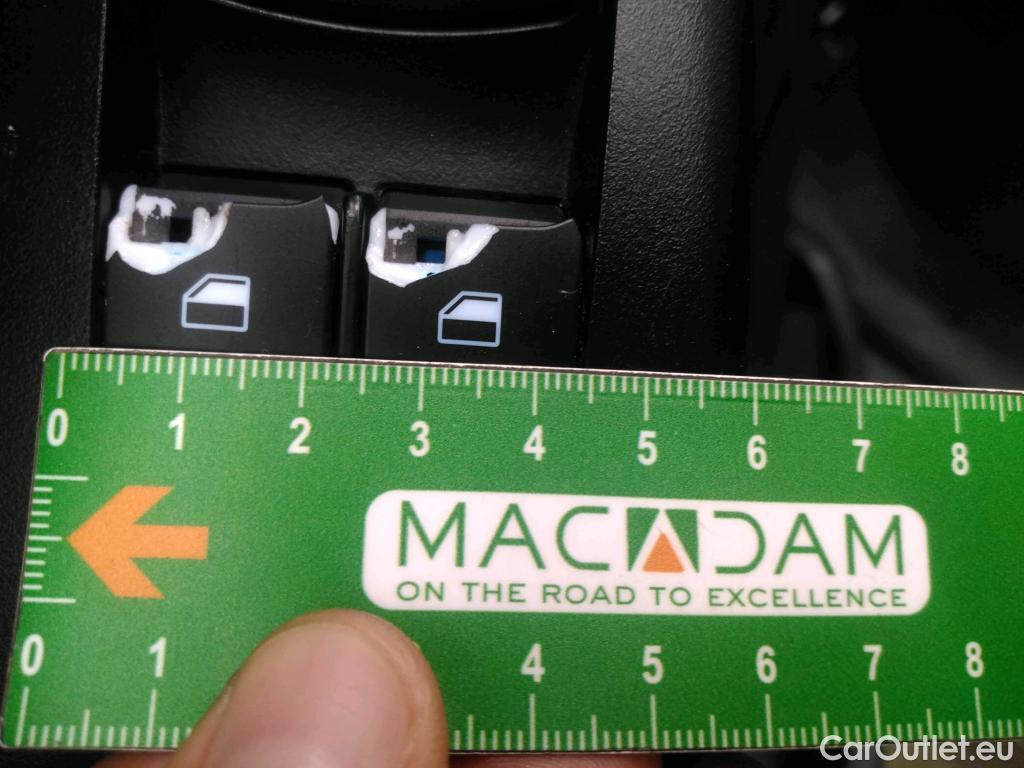 0 1 2 3 4 5 6 7 8
MACADAM
ON THE ROAD TO EXCELLENCE
0 1 4 5 6 7 8
CarOutlet.eu